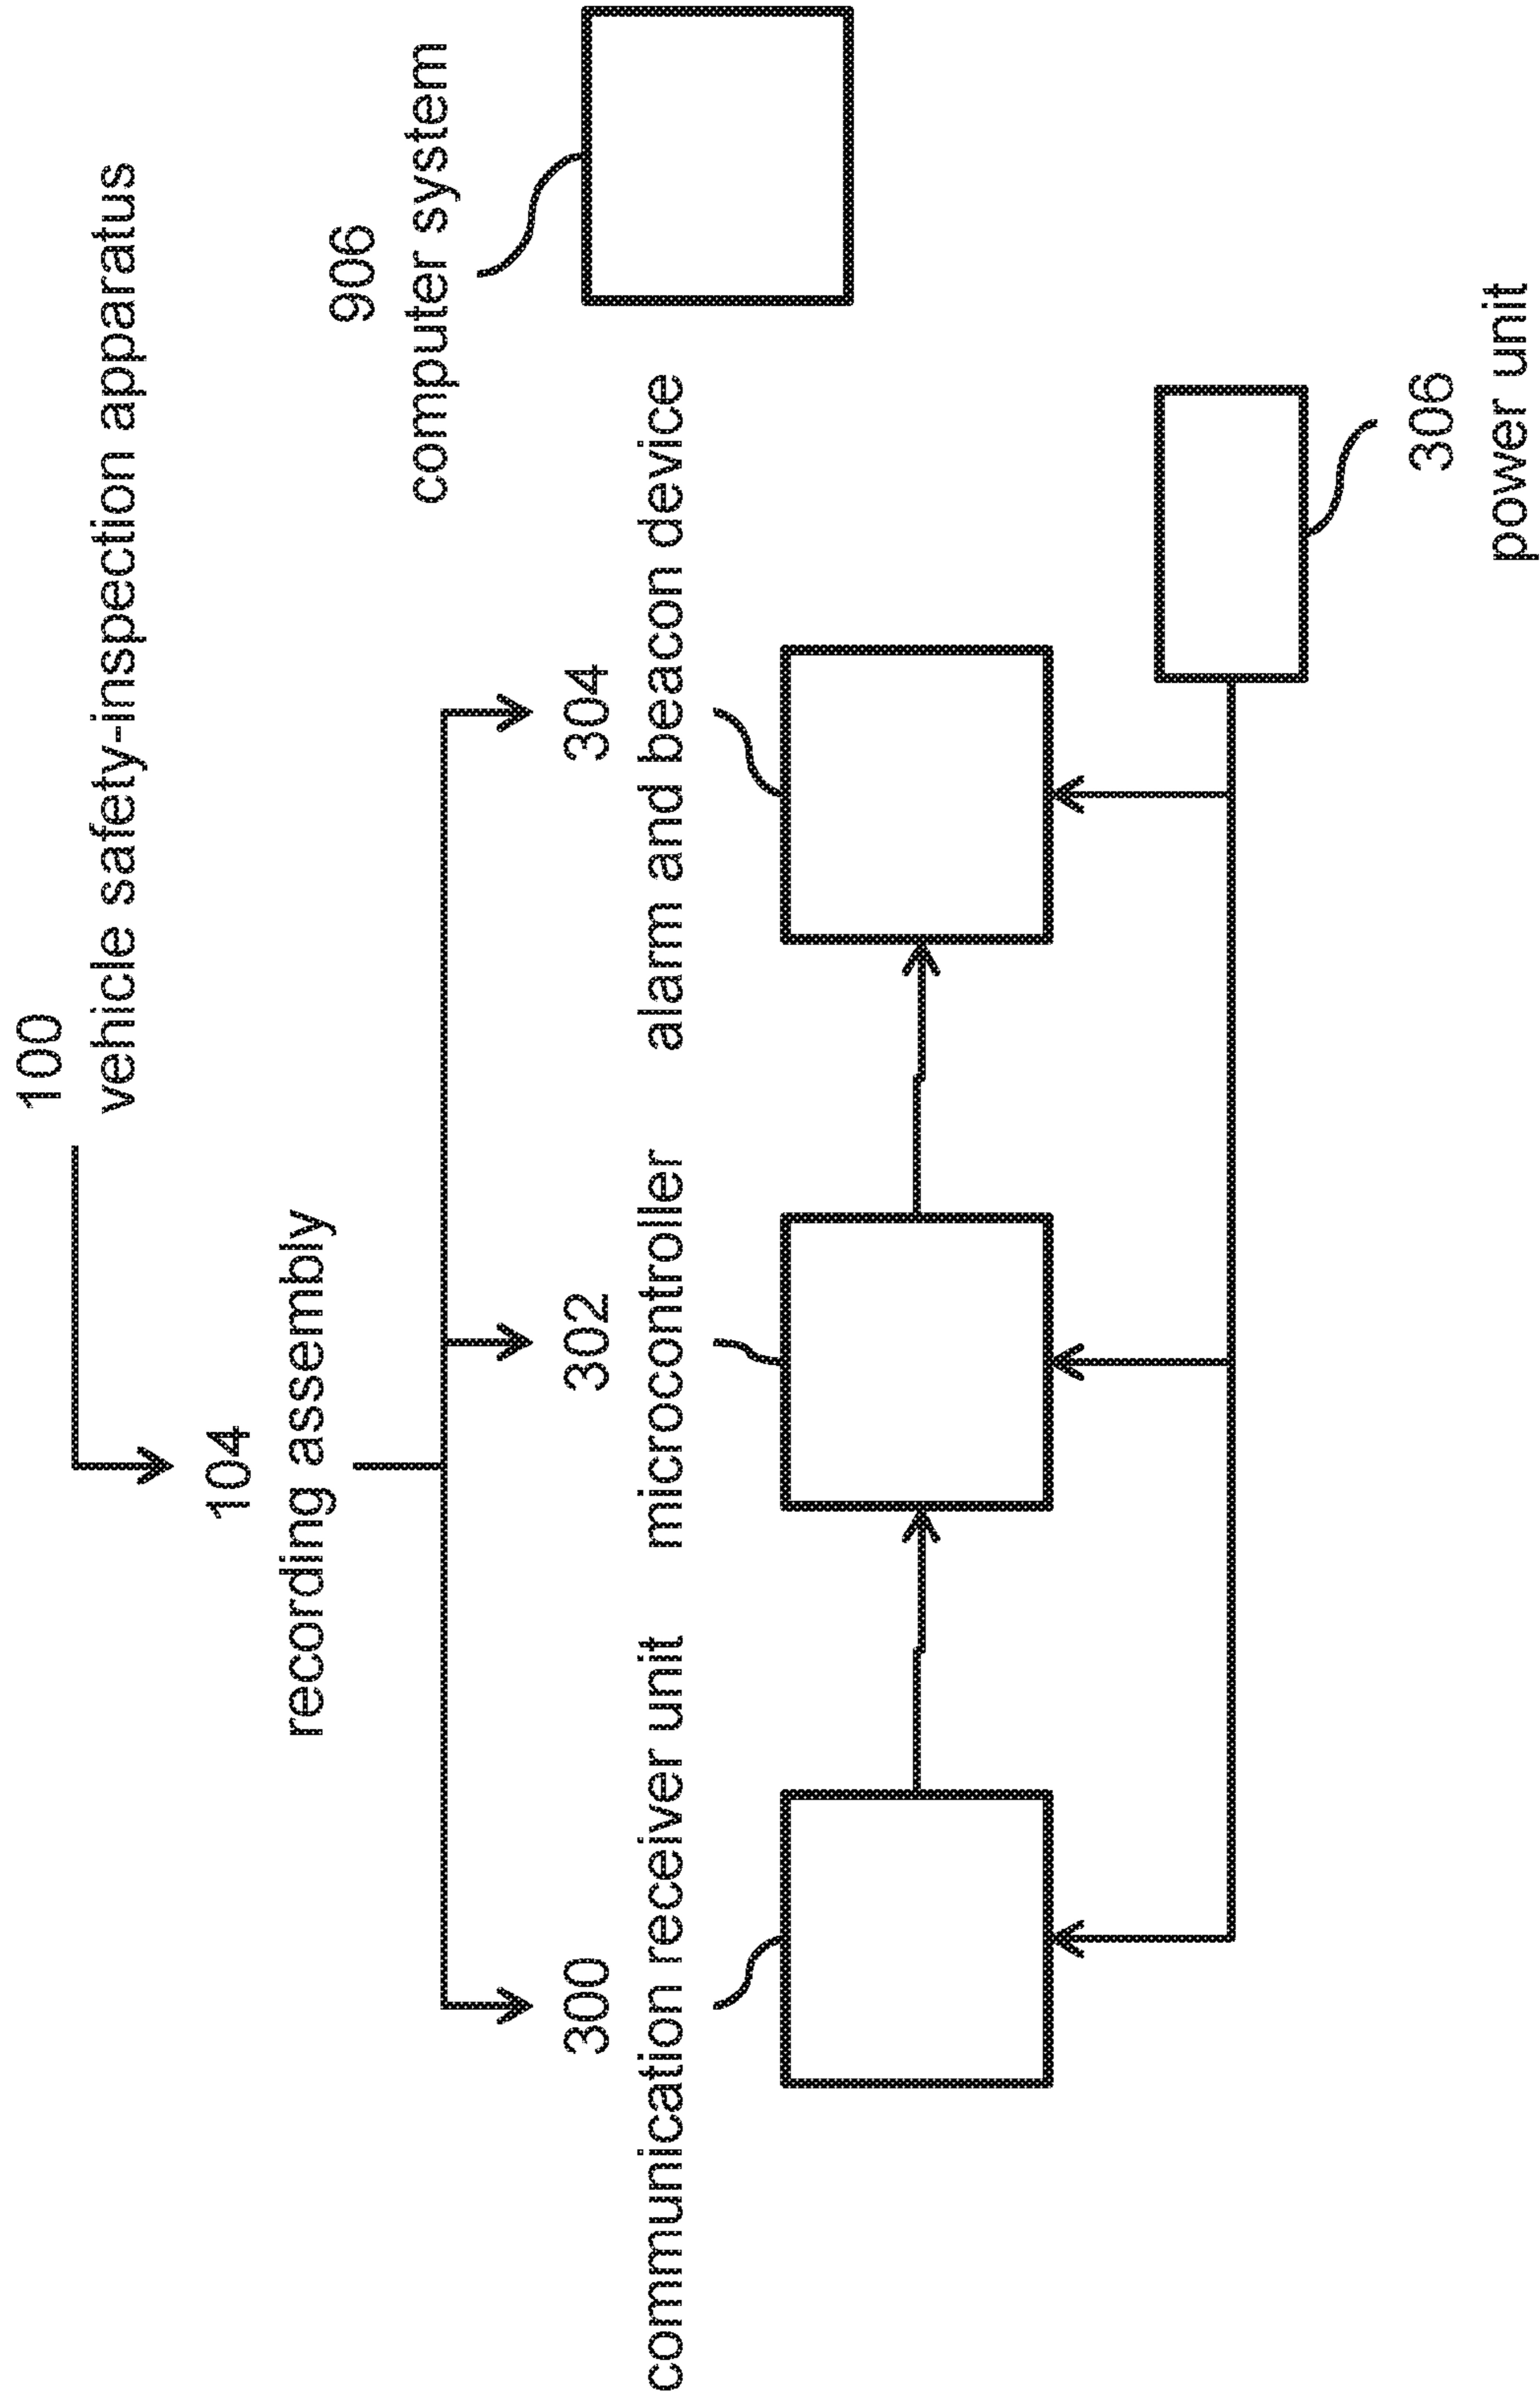 100
vehicle safety-inspection apparatus
104
recording assembly
906
computer system
300
communication receiver unit
302
microcontroller
304
alarm and beacon device
306
power unit